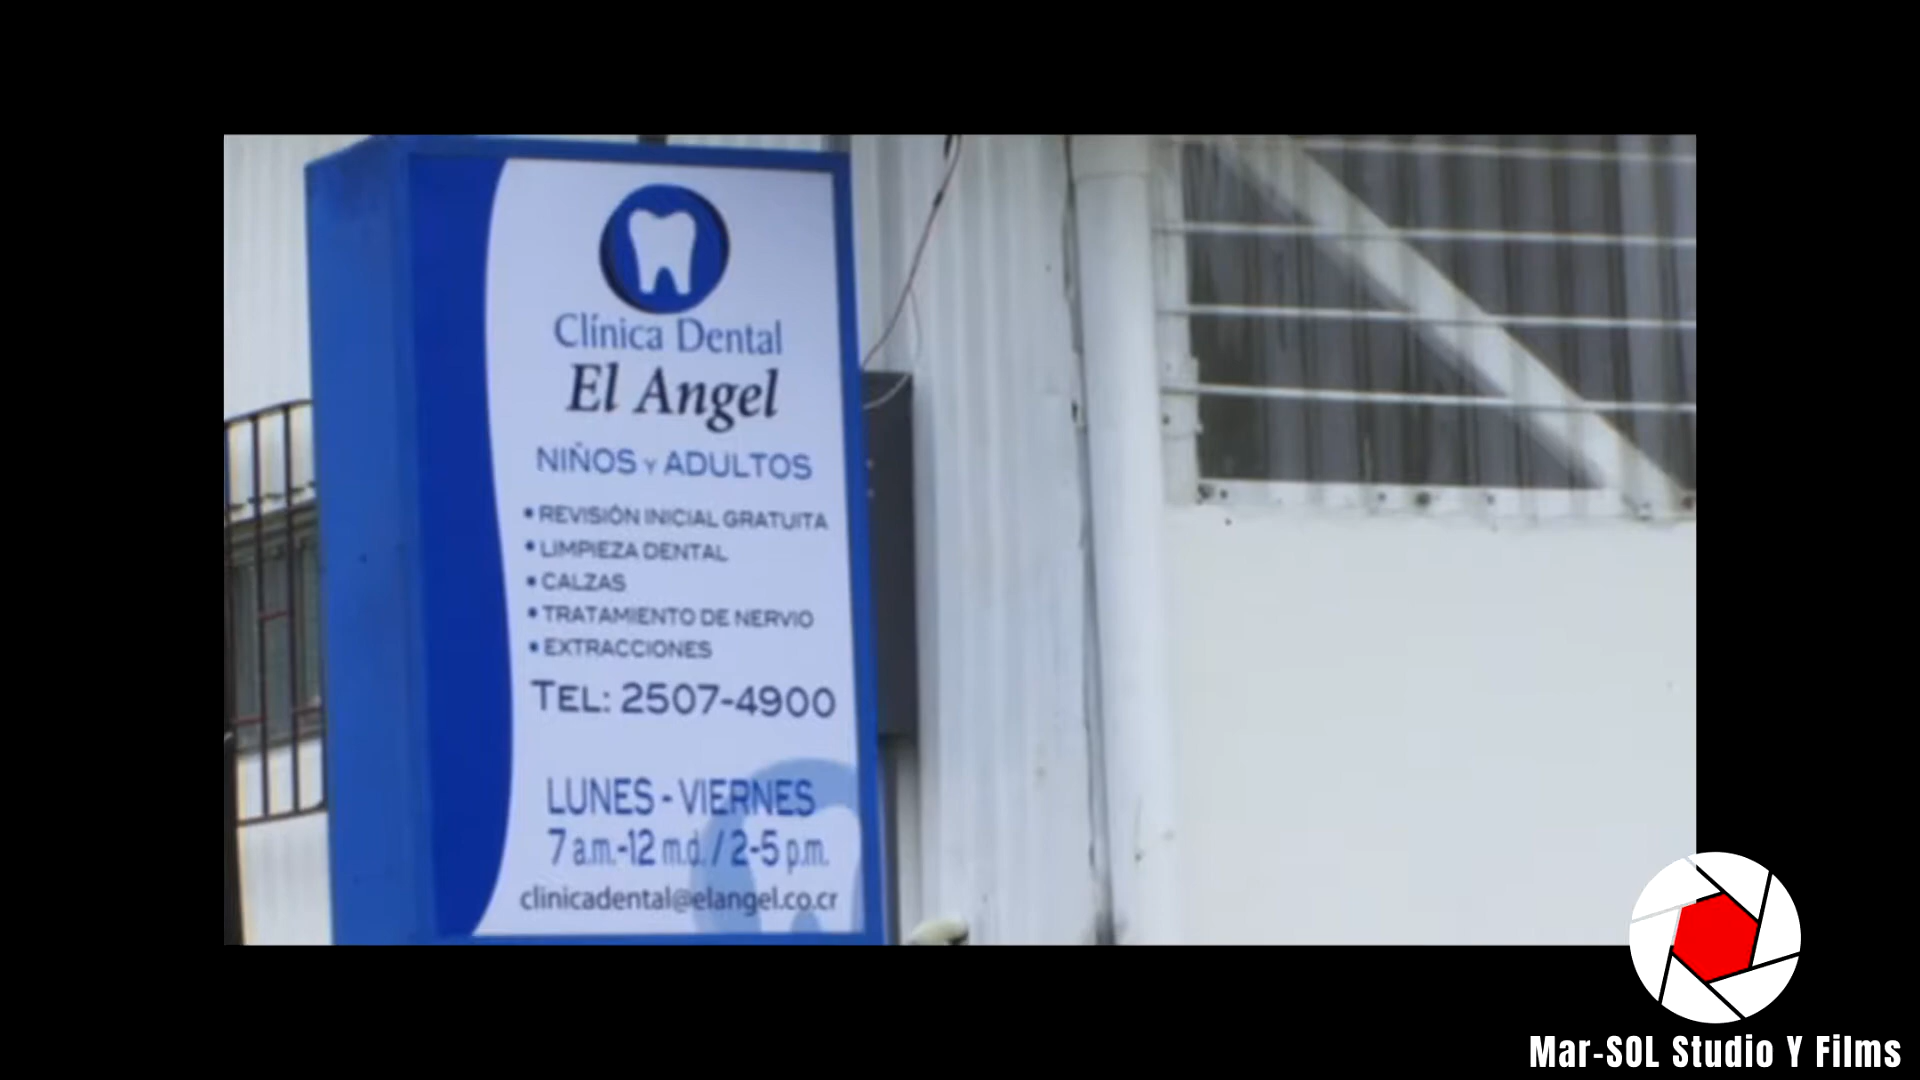 Clínica Dental
El Angel
NIÑOS Y ADULTOS
• REVISIÓN INICIAL GRATUITA
• LIMPIEZA DENTAL
• CALZAS
• TRATAMIENTO DE NERVIO
• EXTRACCIONES
TEL: 2507-4900
LUNES - VIERNES
7 a.m.-12 m.d. / 2-5 p.m.
clinicadental@elangel.co.cr
Mar-SOL Studio Y Films